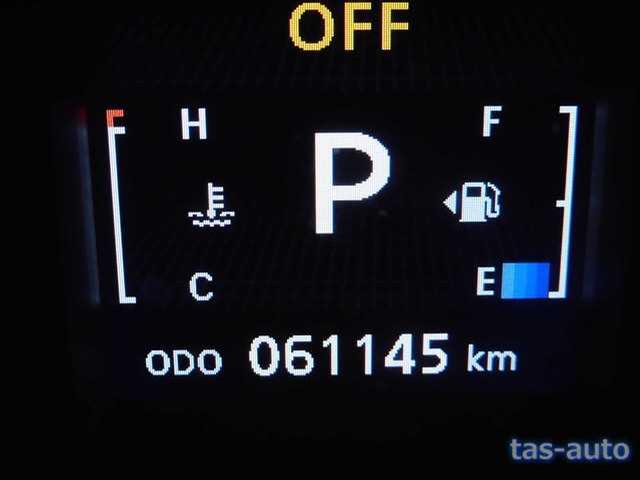 OFF
H F
P
C E
ODO 061145 km
tas-auto